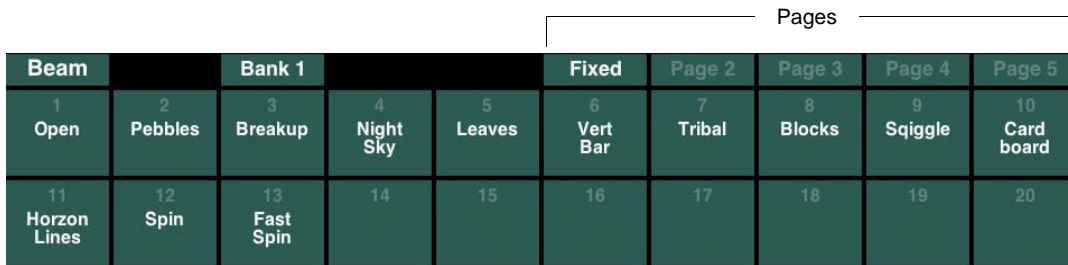 Pages
Beam Bank 1 Fixed Page 2 Page 3 Page 4 Page 5
1 2 3 4 5 6 7 8 9 10
Open Pebbles Breakup Night Sky Leaves Vert Bar Tribal Blocks Sqiggle Card board
11 12 13 14 15 16 17 18 19 20
Horzon Lines Spin Fast Spin